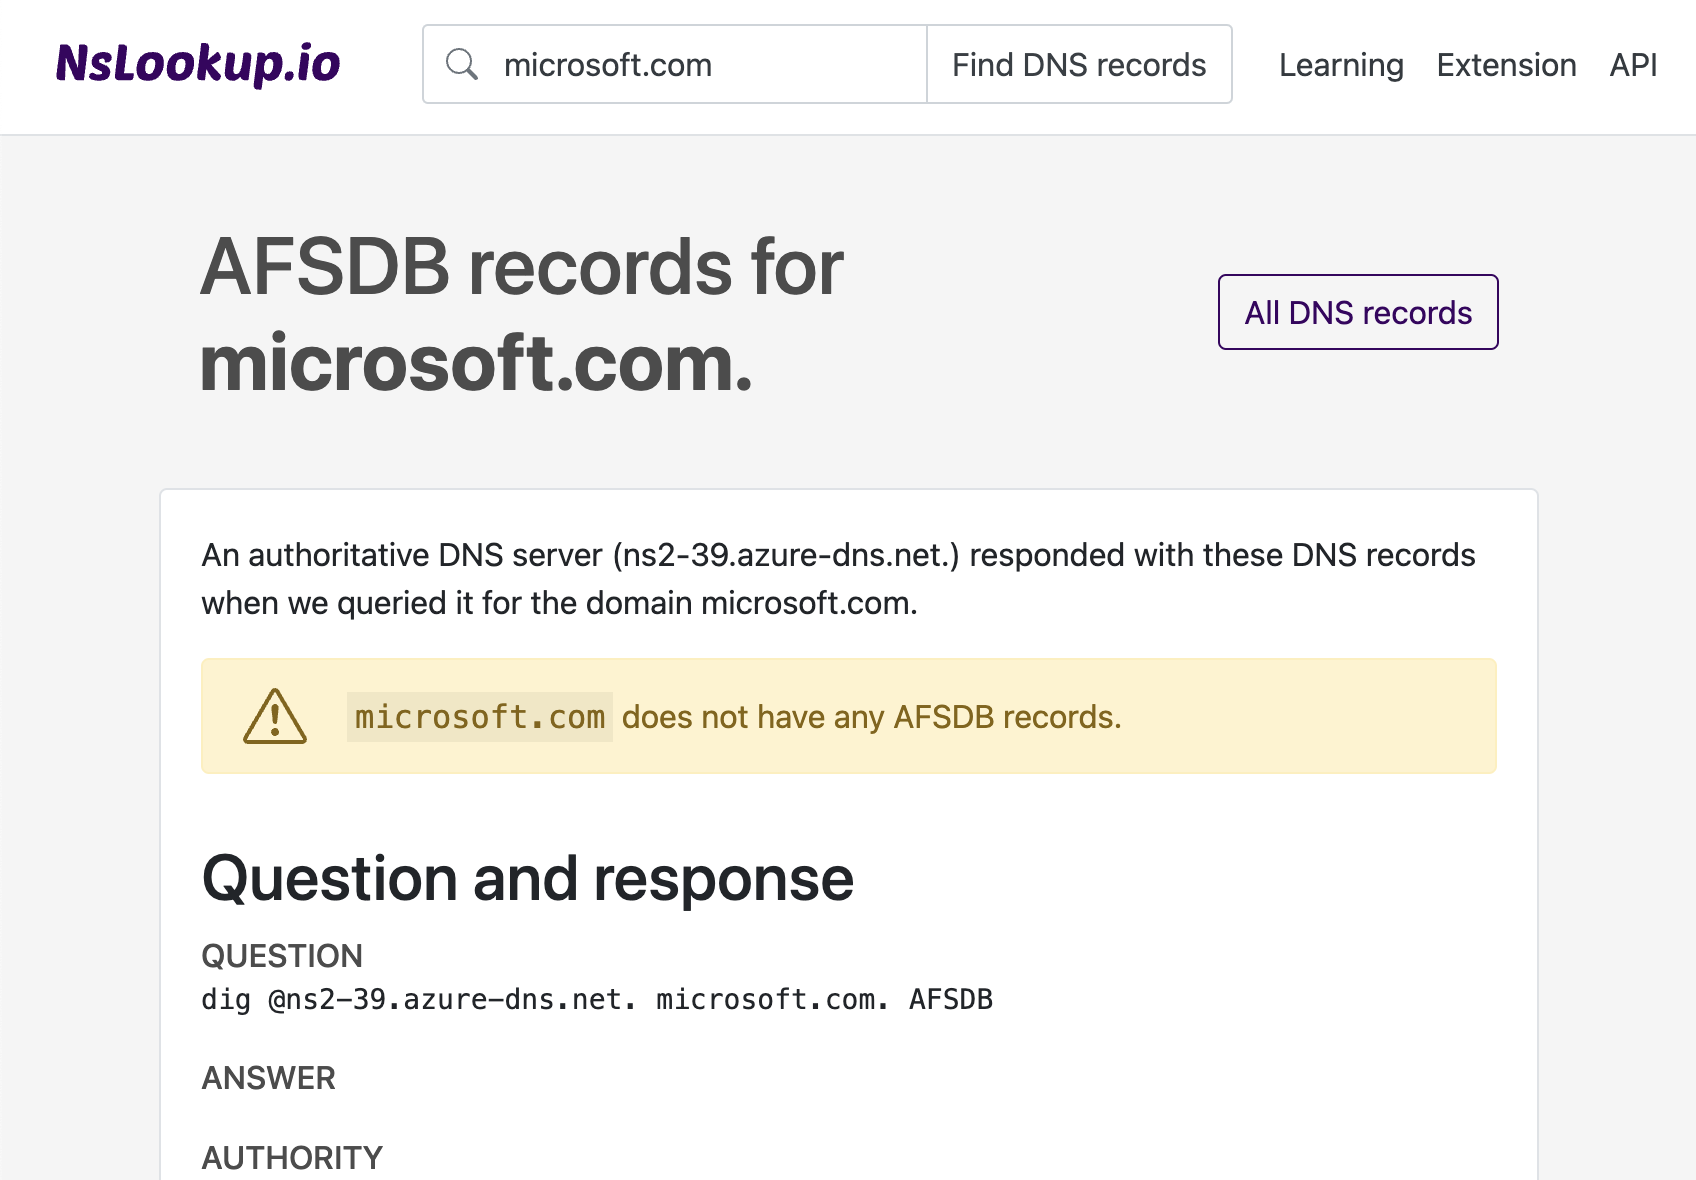 NsLookup.io
microsoft.com
Find DNS records
Learning
Extension
API
AFSDB records for
microsoft.com.
All DNS records
An authoritative DNS server (ns2-39.azure-dns.net.) responded with these DNS records
when we queried it for the domain microsoft.com.
microsoft.com does not have any AFSDB records.
Question and response
QUESTION
dig @ns2-39.azure-dns.net. microsoft.com. AFSDB
ANSWER
AUTHORITY